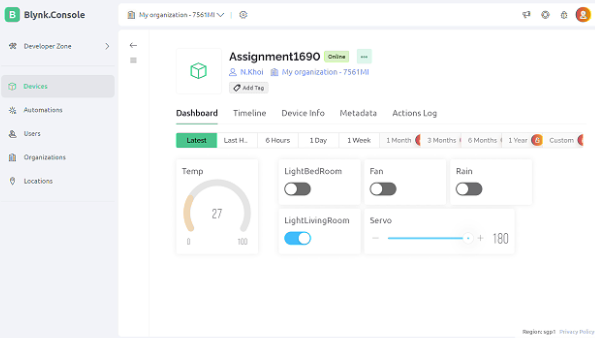 B Blynk.Console
My organization - 7561MI
Developer Zone
Devices
Automations
Users
Organizations
Locations
Assignment1690 Online
N.Khoi My organization - 7561MI
Add Tag
Dashboard Timeline Device Info Metadata Actions Log
Latest Last H.. 6 Hours 1 Day 1 Week 1 Month 3 Months 6 Months 1 Year Custom
Temp
27
0 100
LightBedRoom
Fan
Rain
LightLivingRoom
Servo
180
Region: sgp1 Privacy Policy